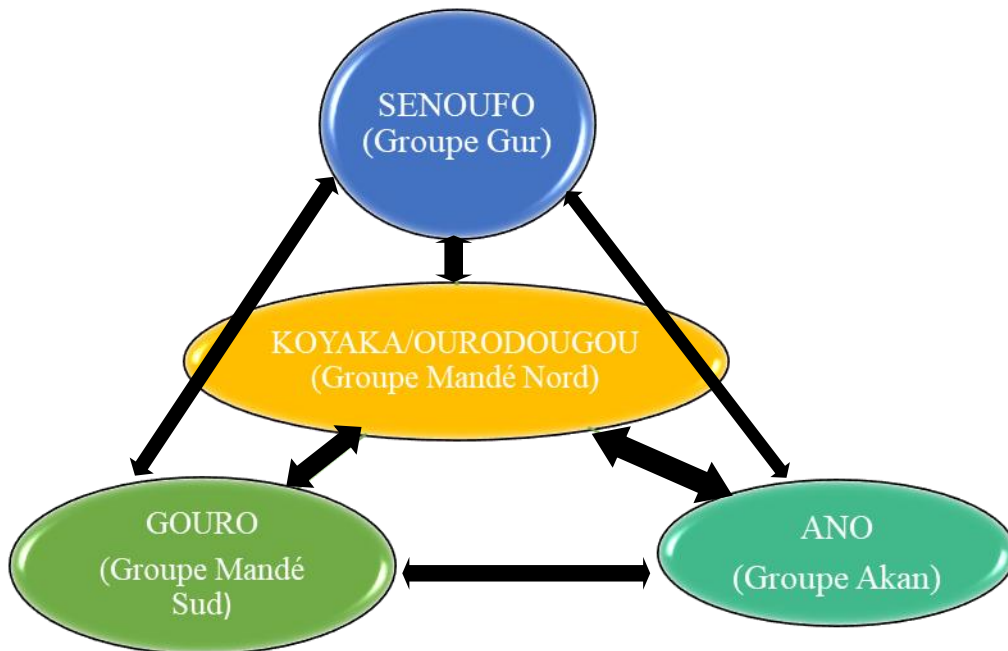 SENOUFO
(Groupe Gur)
KOYAKA/OURODOUGOU
(Groupe Mandé Nord)
GOURO
(Groupe Mandé
Sud)
ANO
(Groupe Akan)